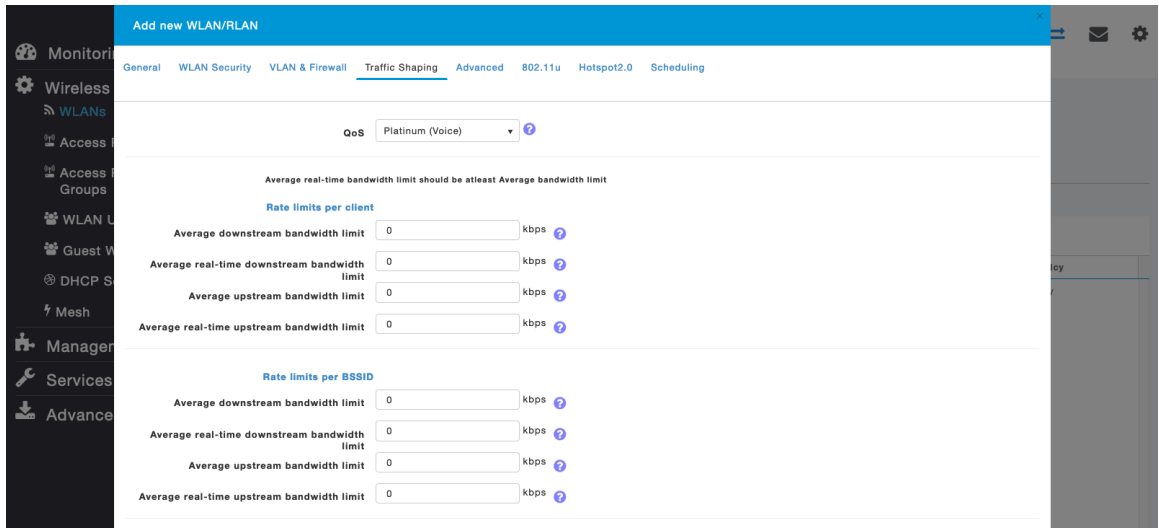 Add new WLAN/RLAN
×
General WLAN Security VLAN & Firewall Traffic Shaping Advanced 802.11u Hotspot2.0 Scheduling
QoS Platinum (Voice) ?
Average real-time bandwidth limit should be atleast Average bandwidth limit
Rate limits per client
Average downstream bandwidth limit 0 kbps ?
Average real-time downstream bandwidth
limit 0 kbps ?
Average upstream bandwidth limit 0 kbps ?
Average real-time upstream bandwidth limit 0 kbps ?
Rate limits per BSSID
Average downstream bandwidth limit 0 kbps ?
Average real-time downstream bandwidth
limit 0 kbps ?
Average upstream bandwidth limit 0 kbps ?
Average real-time upstream bandwidth limit 0 kbps ?
Monitori
Wireless
WLANs
Access
Access
Groups
WLAN U
Guest W
DHCP S
Mesh
Manager
Services
Advance
icy